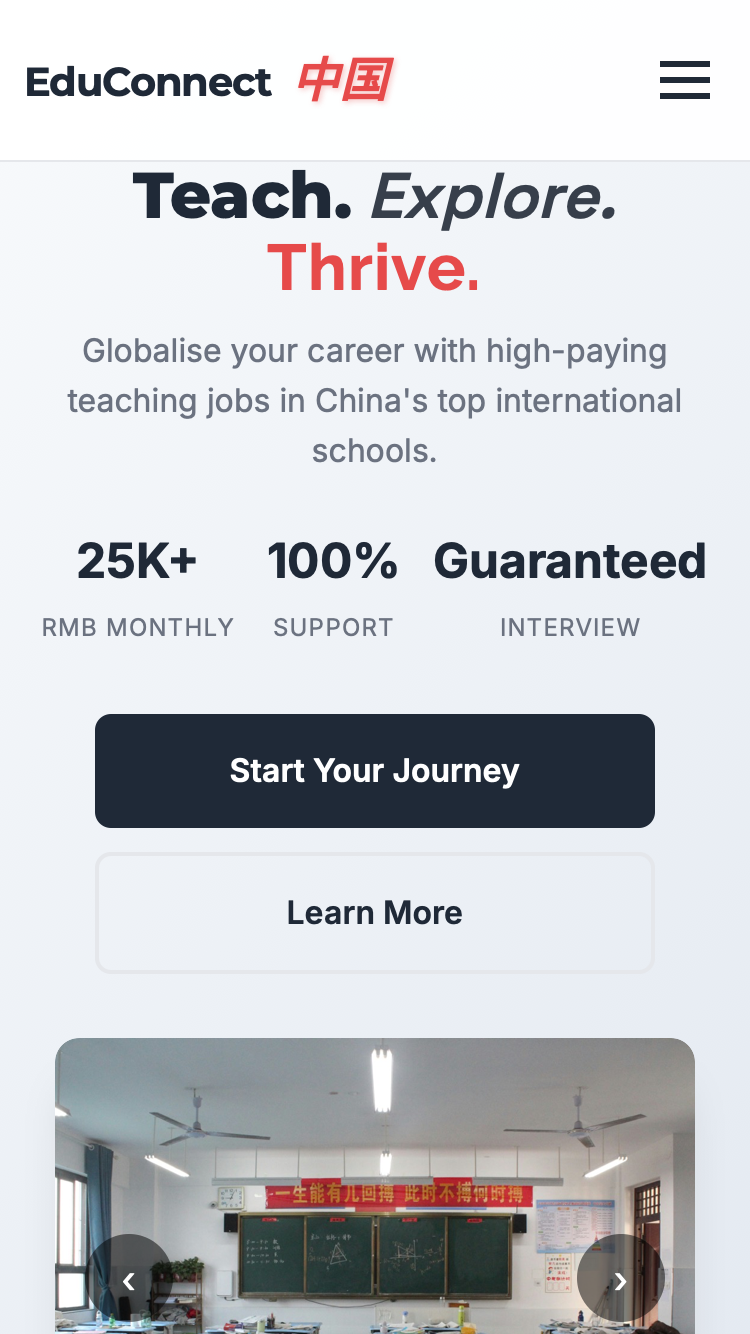 EduConnect 中国
Teach. Explore.
Thrive.
Globalise your career with high-paying
teaching jobs in China's top international
schools.
25K+ 100% Guaranteed
RMB MONTHLY SUPPORT INTERVIEW
Start Your Journey
Learn More
一生能有几回搏 此时不搏何时搏
‹ ›